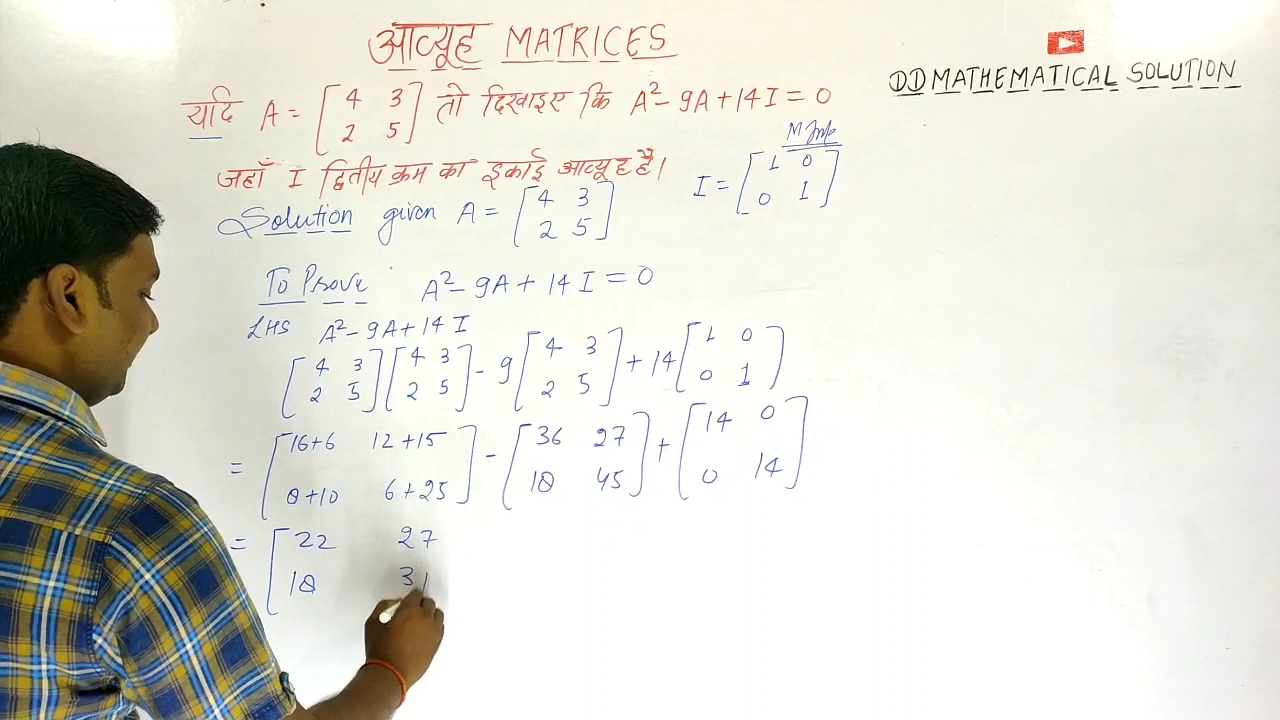 आव्यूह MATRICES
DD MATHEMATICAL SOLUTION
यदि A = [4 3 2 5] तो दिखाइए कि A² - 9A + 14 I = 0
जहाँ I द्वितीय क्रम का इकाई आव्यूह है।
I = [1 0 0 1]
Solution given A = [4 3 2 5]
To Prove A² - 9A + 14 I = 0
LHS A² - 9A + 14 I
[4 3 2 5] [4 3 2 5] - 9 [4 3 2 5] + 14 [1 0 0 1]
= [16+6 12+15 8+10 6+25] - [36 27 18 45] + [14 0 0 14]
= [22 27 18 31